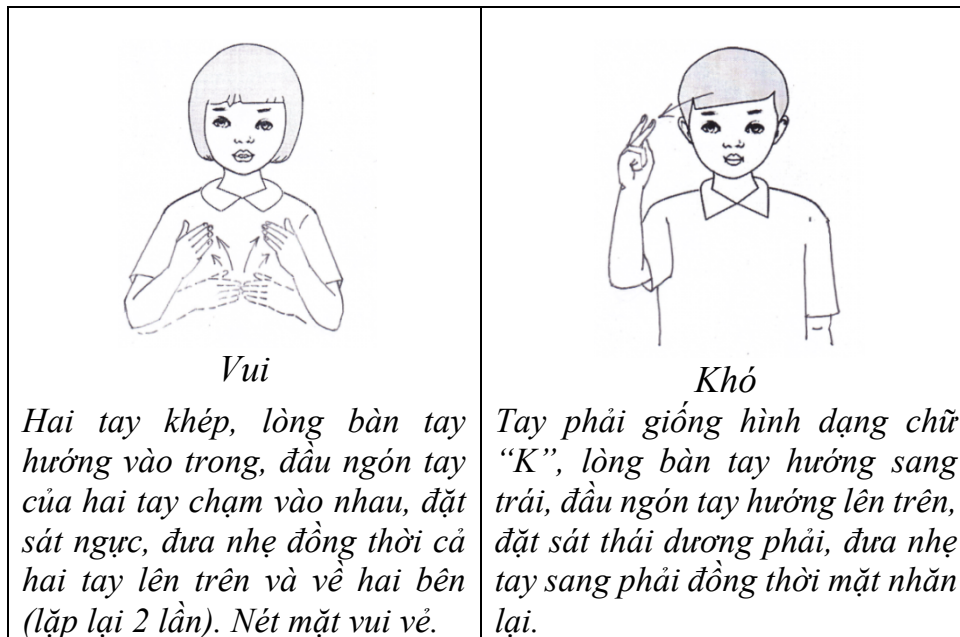 Vui
Hai tay khép, lòng bàn tay
hướng vào trong, đầu ngón tay
của hai tay chạm vào nhau, đặt
sát ngực, đưa nhẹ đồng thời cả
hai tay lên trên và về hai bên
(lặp lại 2 lần). Nét mặt vui vẻ.
Khó
Tay phải giống hình dạng chữ
“K”, lòng bàn tay hướng sang
trái, đầu ngón tay hướng lên trên,
đặt sát thái dương phải, đưa nhẹ
tay sang phải đồng thời mặt nhăn
lại.